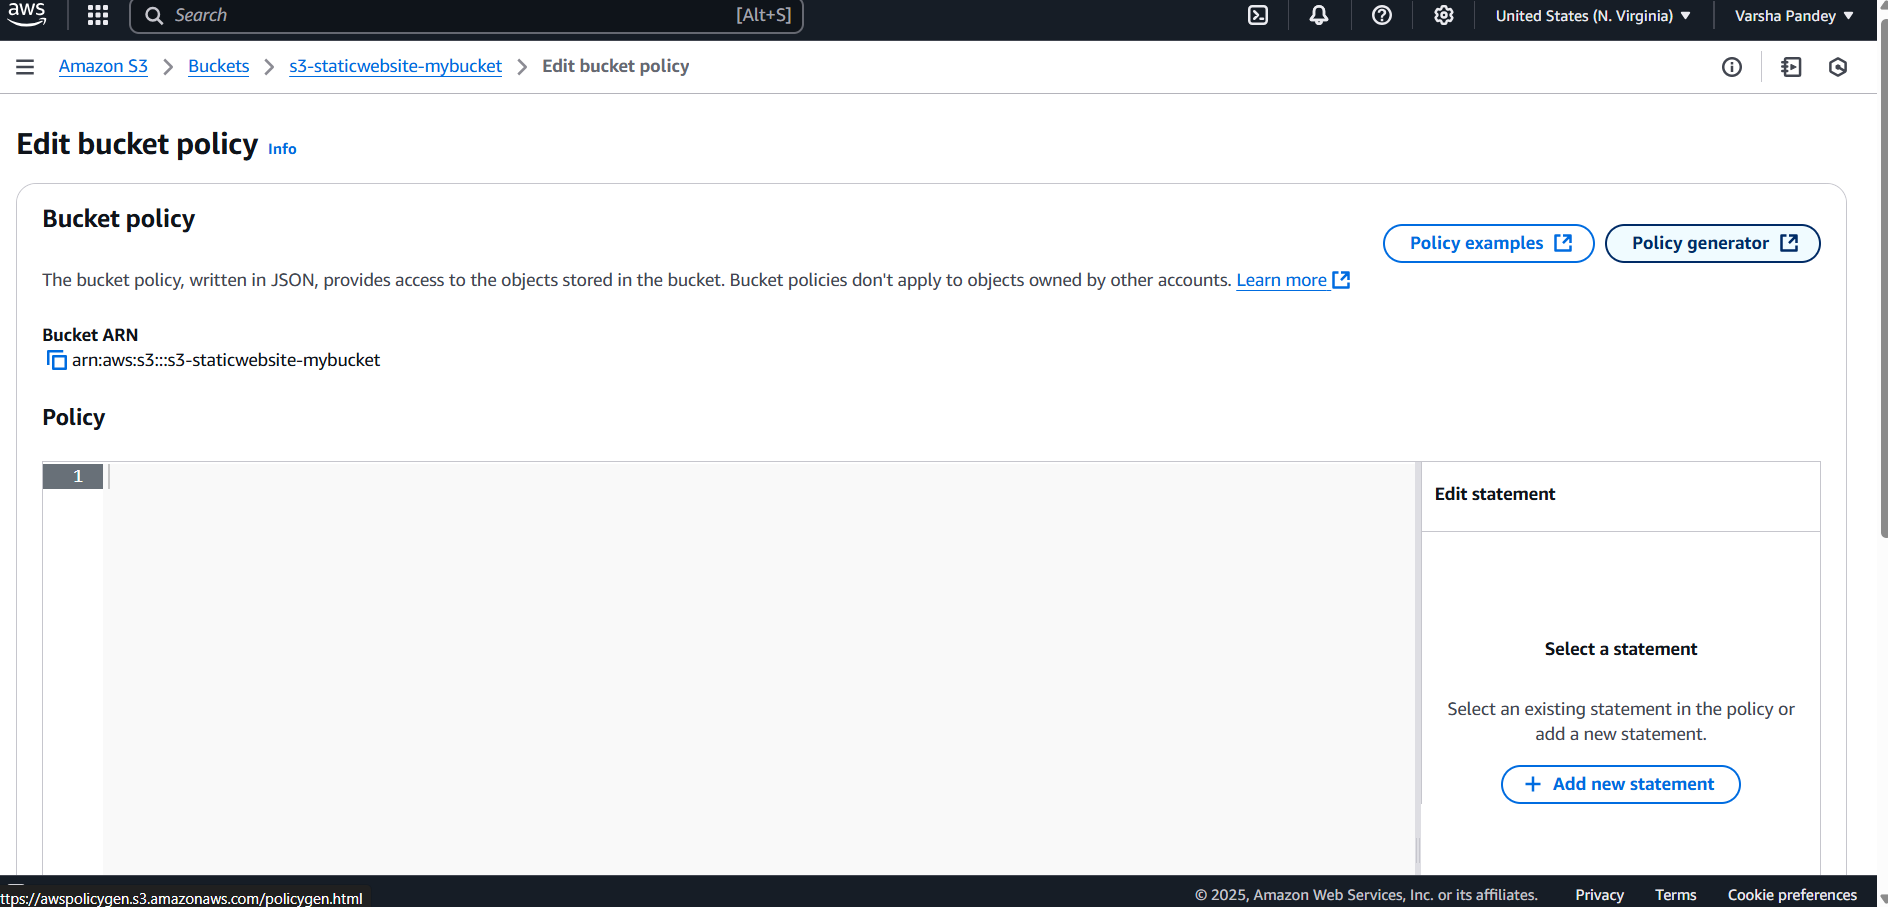 aws
Search [Alt+S]
United States (N. Virginia) Varsha Pandey
Amazon S3 Buckets s3-staticwebsite-mybucket Edit bucket policy
Edit bucket policy Info
Bucket policy
Policy examples Policy generator
The bucket policy, written in JSON, provides access to the objects stored in the bucket. Bucket policies don't apply to objects owned by other accounts. Learn more
Bucket ARN
arn:aws:s3:::s3-staticwebsite-mybucket
Policy
1
Edit statement
Select a statement
Select an existing statement in the policy or
add a new statement.
+ Add new statement
ttps://awspolicygen.s3.amazonaws.com/policygen.html
© 2025, Amazon Web Services, Inc. or its affiliates. Privacy Terms Cookie preferences